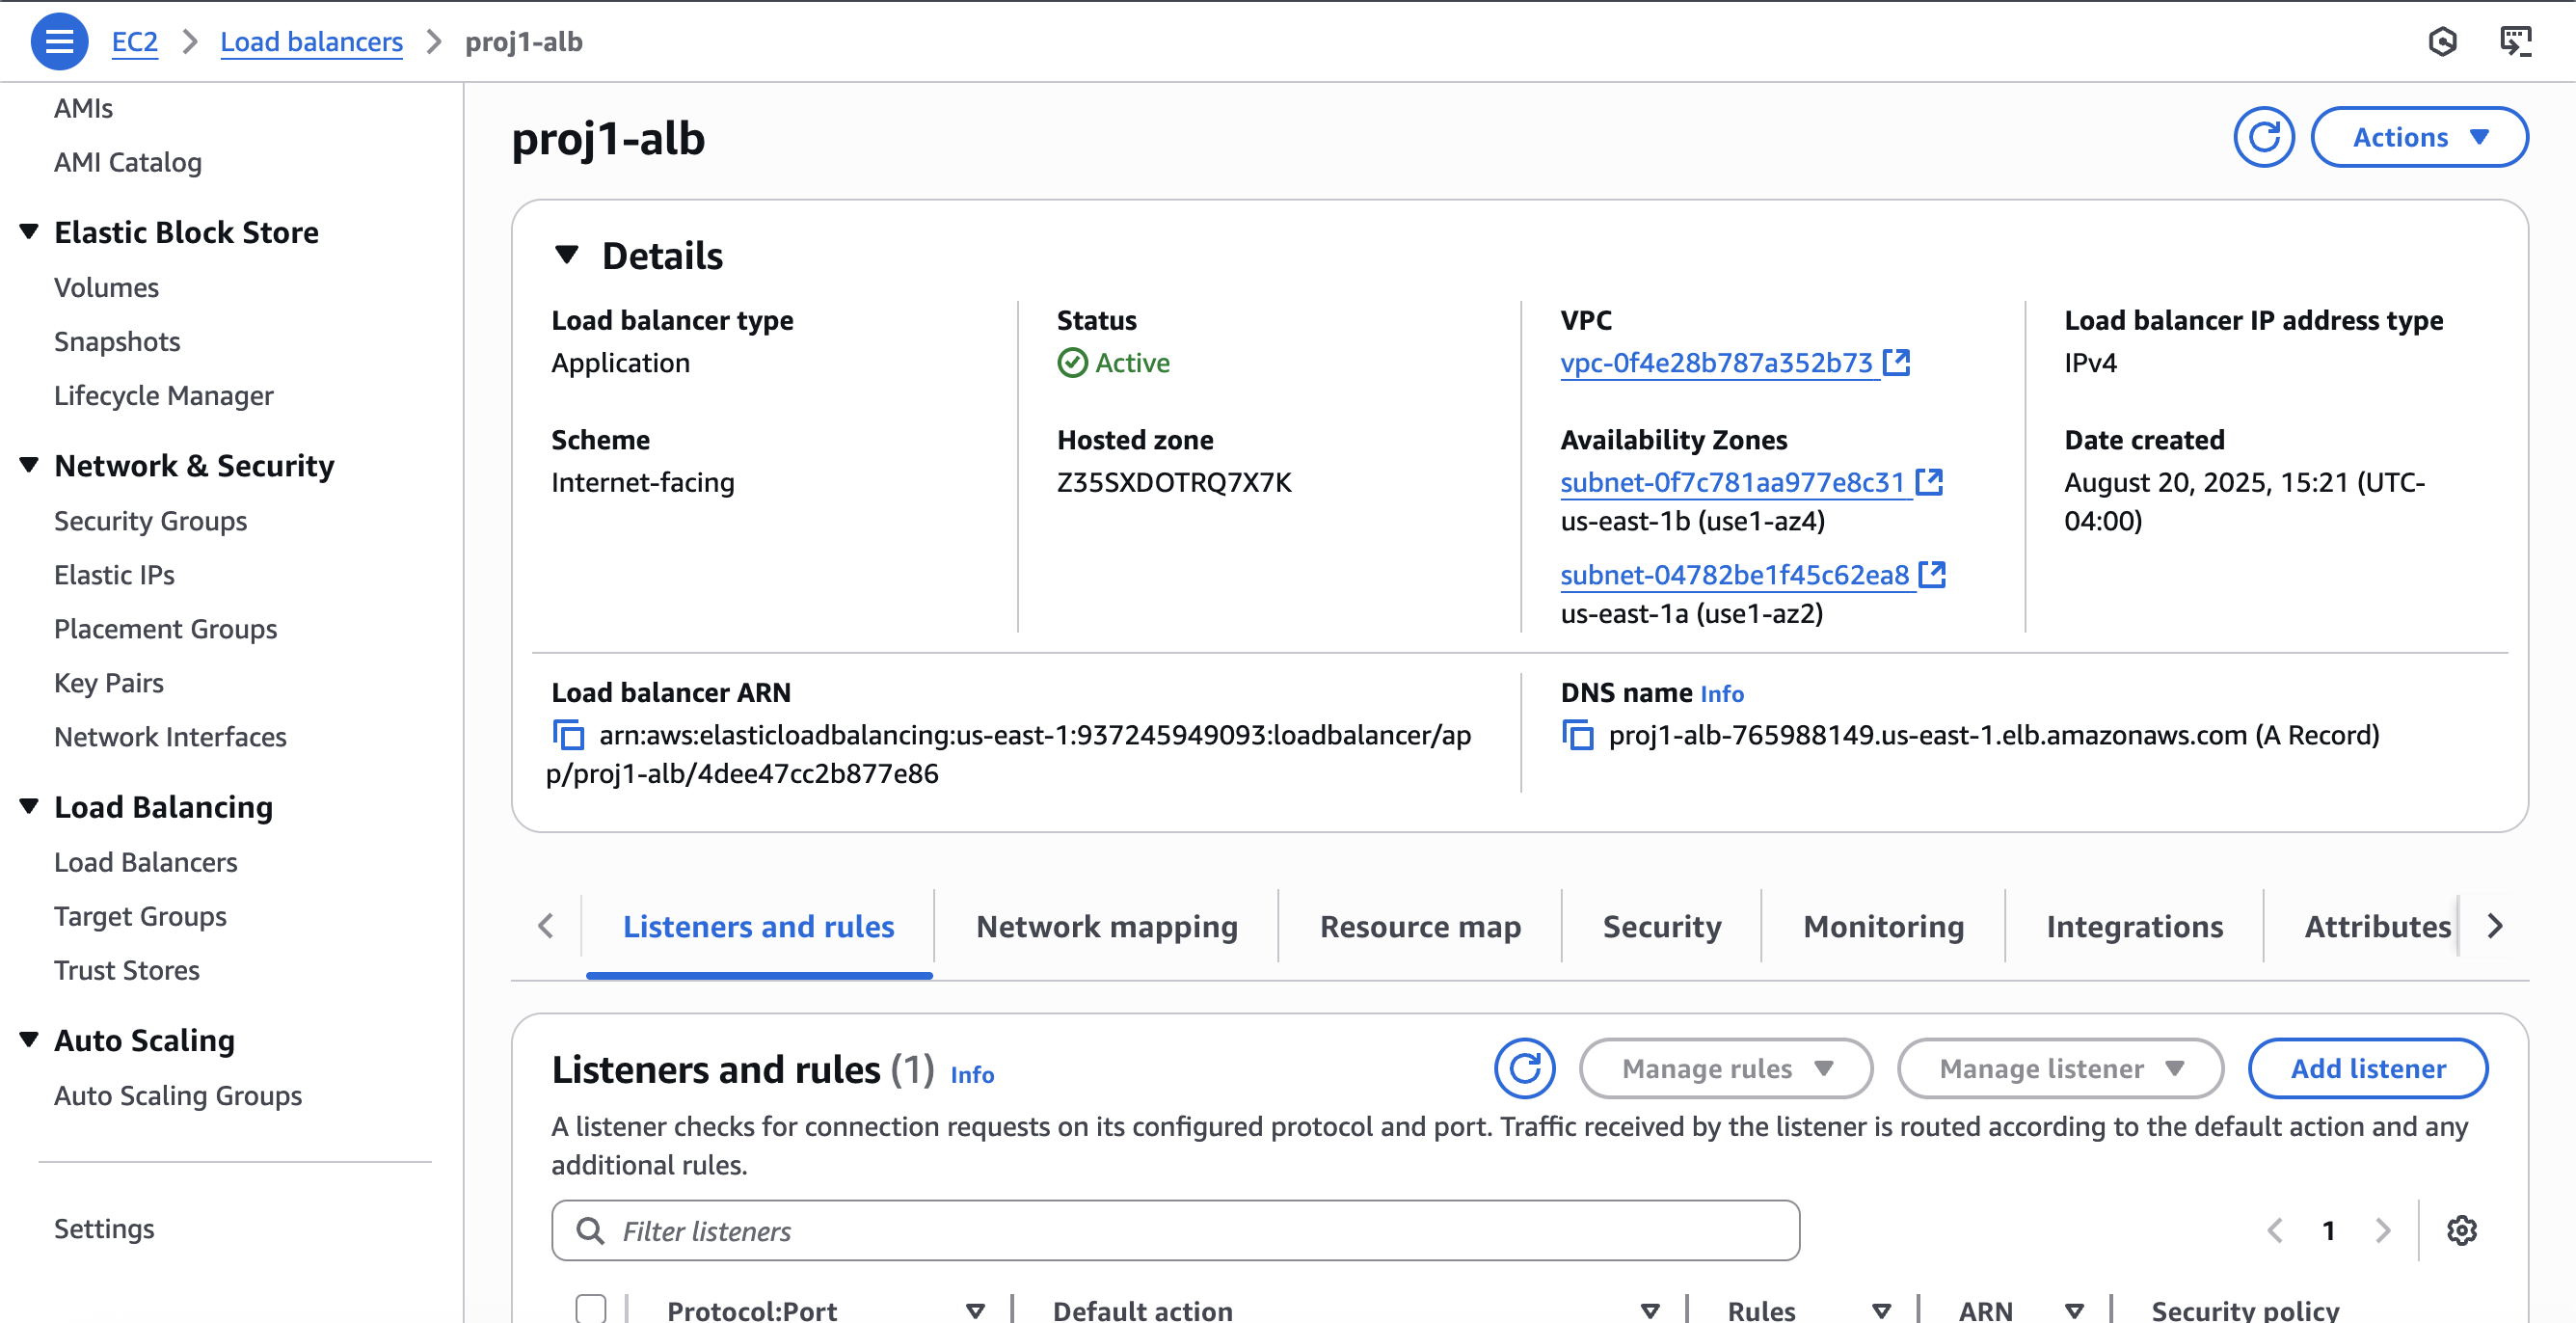 EC2 > Load balancers > proj1-alb
AMIs
AMI Catalog
Elastic Block Store
Volumes
Snapshots
Lifecycle Manager
Network & Security
Security Groups
Elastic IPs
Placement Groups
Key Pairs
Network Interfaces
Load Balancing
Load Balancers
Target Groups
Trust Stores
Auto Scaling
Auto Scaling Groups
Settings
proj1-alb
Actions
Details
Load balancer type
Application
Status
Active
VPC
vpc-0f4e28b787a352b73
Load balancer IP address type
IPv4
Scheme
Internet-facing
Hosted zone
Z35SXDOTRQ7X7K
Availability Zones
subnet-0f7c781aa977e8c31
us-east-1b (use1-az4)
subnet-04782be1f45c62ea8
us-east-1a (use1-az2)
Date created
August 20, 2025, 15:21 (UTC-
04:00)
Load balancer ARN
arn:aws:elasticloadbalancing:us-east-1:937245949093:loadbalancer/ap
p/proj1-alb/4dee47cc2b877e86
DNS name Info
proj1-alb-765988149.us-east-1.elb.amazonaws.com (A Record)
Listeners and rules
Network mapping
Resource map
Security
Monitoring
Integrations
Attributes
Listeners and rules (1) Info
Manage rules
Manage listener
Add listener
A listener checks for connection requests on its configured protocol and port. Traffic received by the listener is routed according to the default action and any
additional rules.
Filter listeners
1
Protocol:Port
Default action
Rules
ARN
Security policy